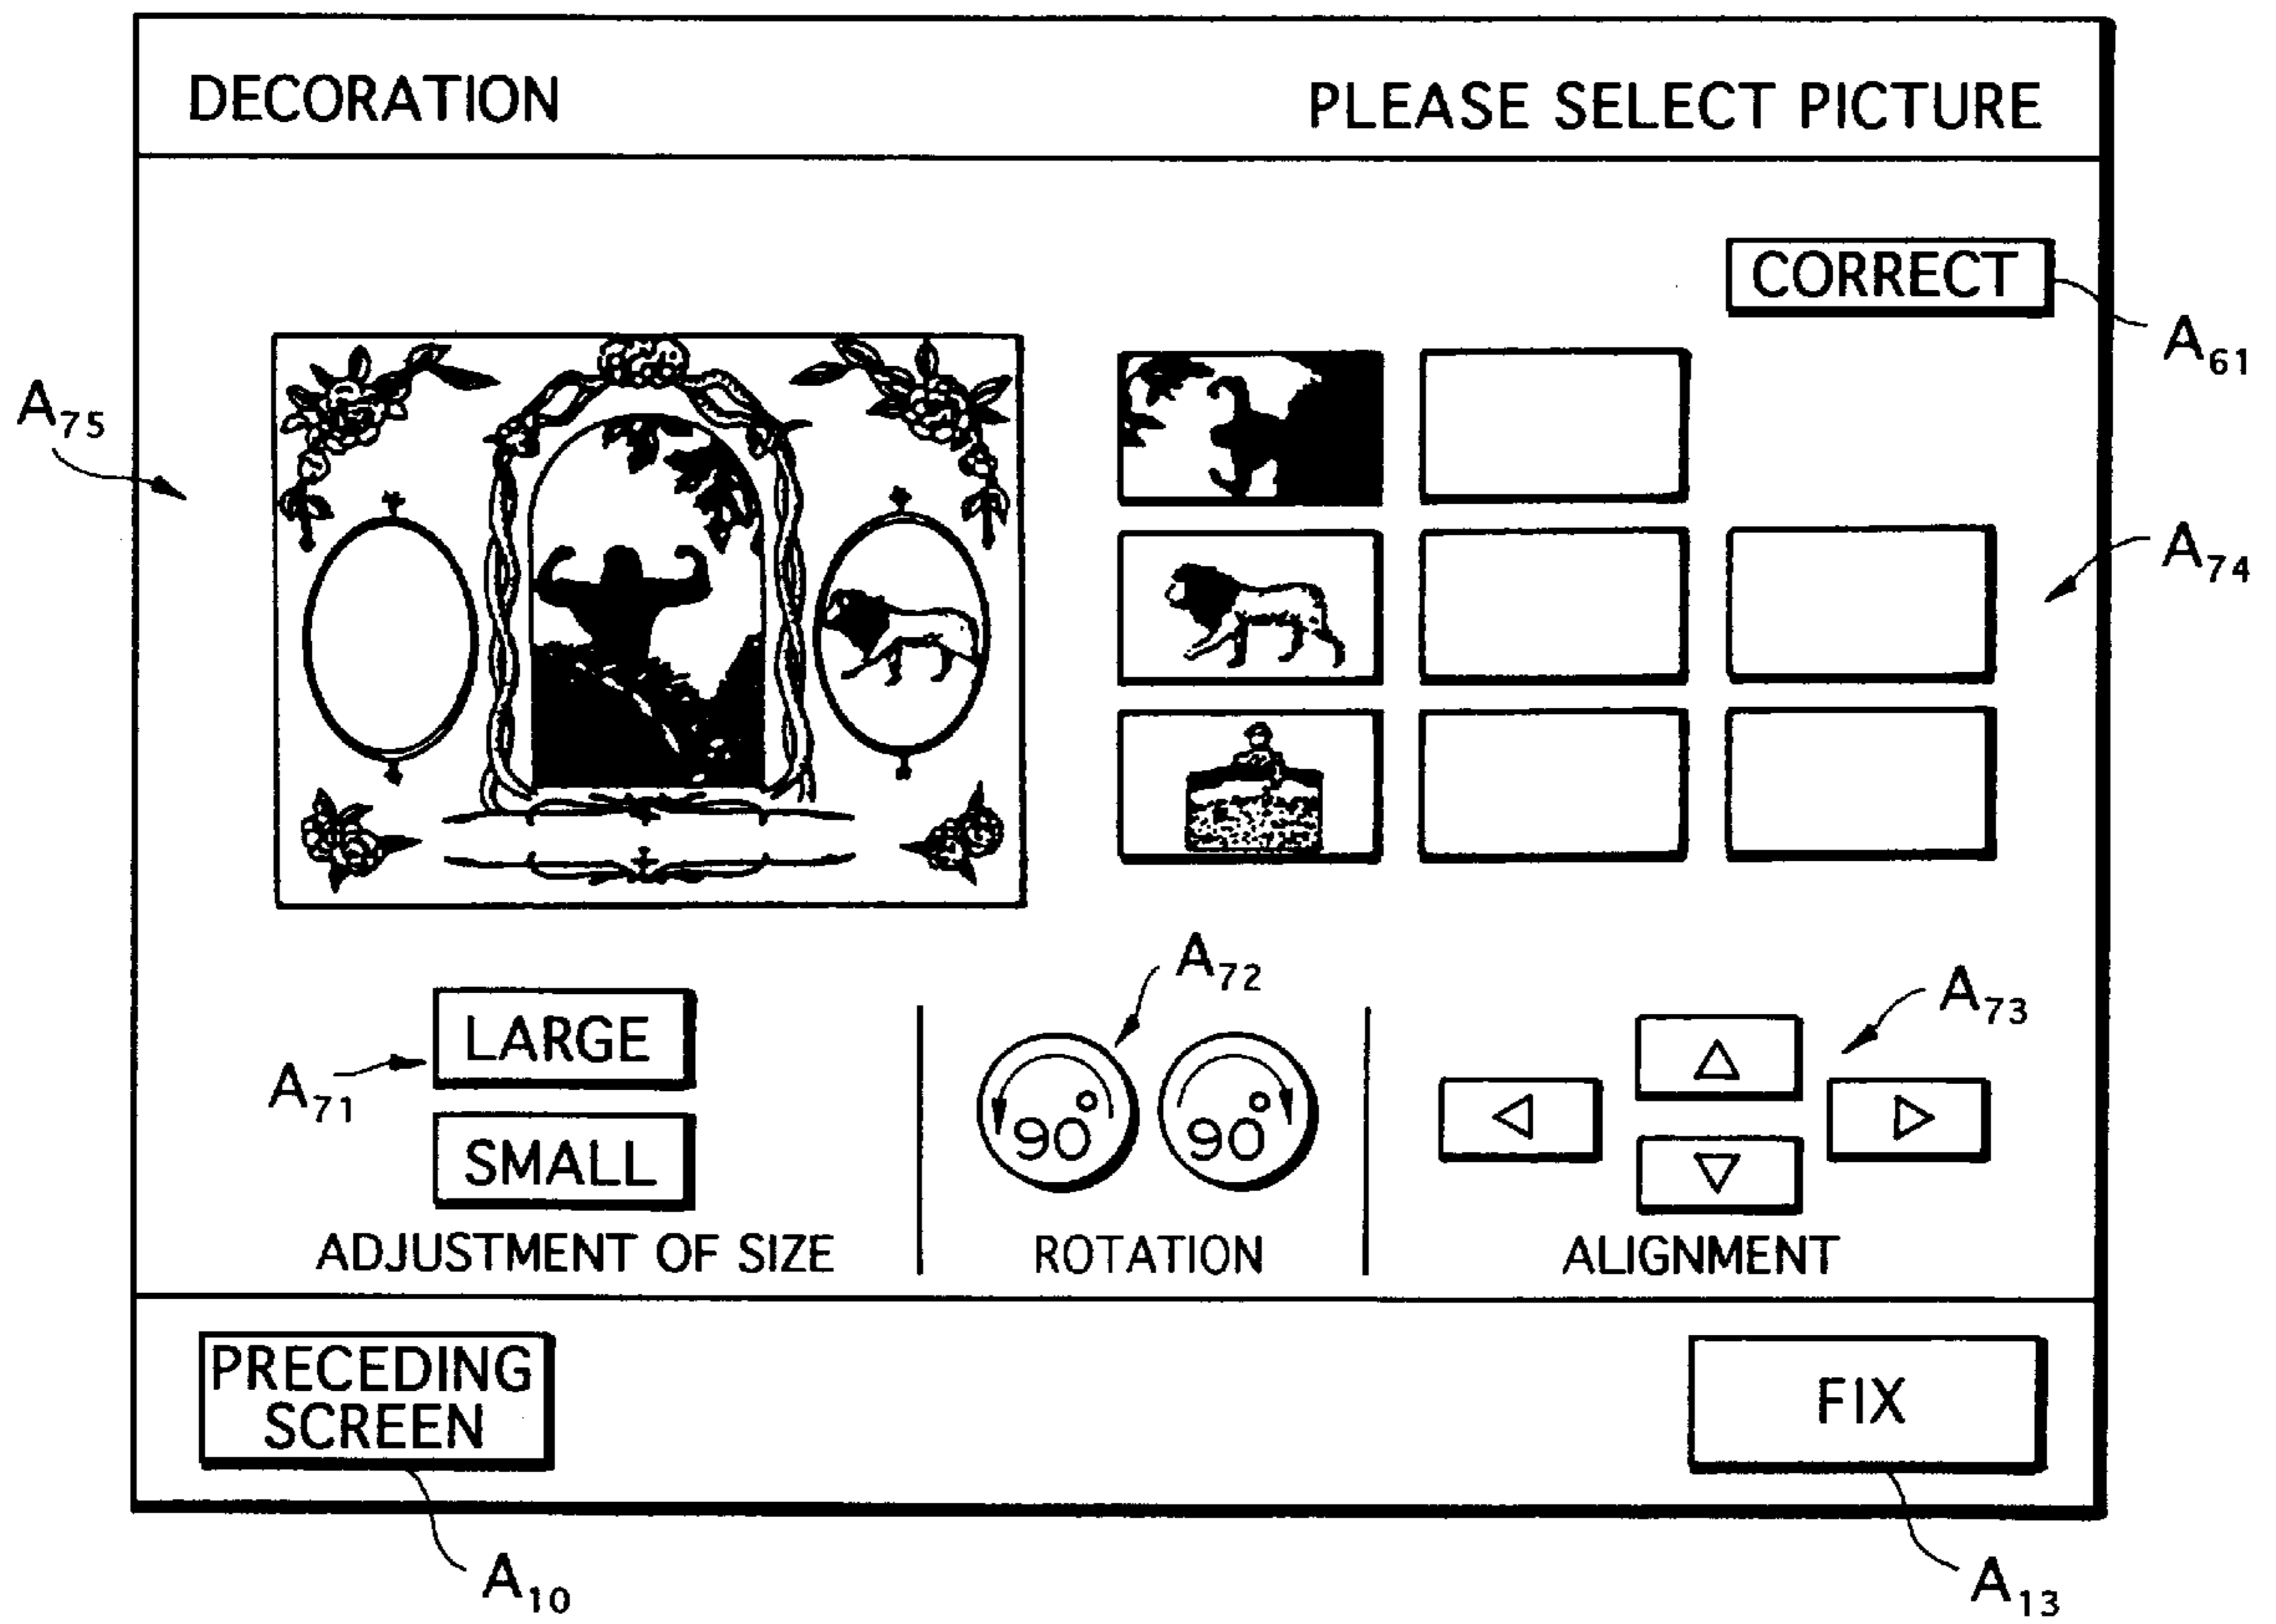 DECORATION
PLEASE SELECT PICTURE
CORRECT
A61
A75
A74
A72
A73
LARGE
A71
90°
90°
SMALL
ADJUSTMENT OF SIZE
ROTATION
ALIGNMENT
PRECEDING
SCREEN
FIX
A10
A13